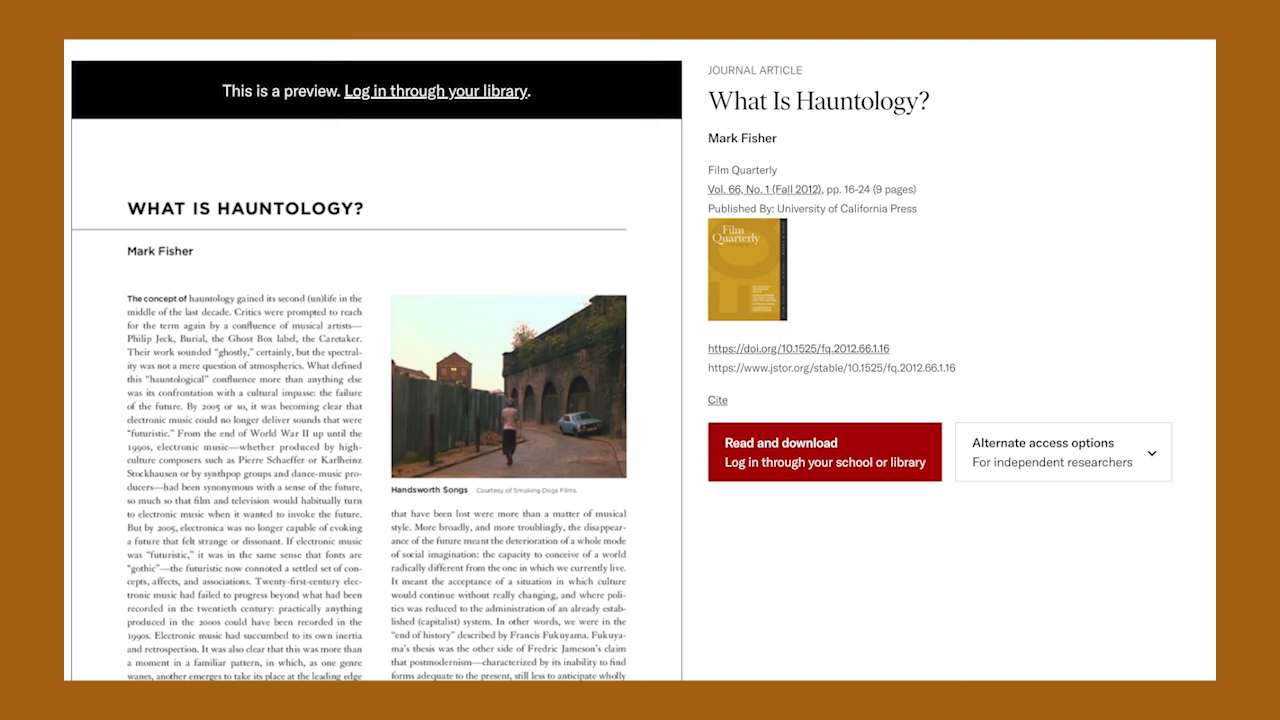 This is a preview. Log in through your library.
WHAT IS HAUNTOLOGY?
Mark Fisher
The concept of hauntology gained its second (un)life in the
middle of the last decade. Critics were prompted to reach
for the term again by a confluence of musical artists—
Philip Jeck, Burial, the Ghost Box label, the Caretaker.
Their work sounded “ghostly,” certainly, but the spectral-
ity was not a mere question of atmospherics. What defined
this “hauntological” confluence more than anything else
was its confrontation with a cultural impasse: the failure
of the future. By 2005 or so, it was becoming clear that
electronic music could no longer deliver sounds that were
“futuristic.” From the end of World War II up until the
1990s, electronic music—whether produced by high-
culture composers such as Pierre Schaeffer or Karlheinz
Stockhausen or by synthpop groups and dance-music pro-
ducers—had been synonymous with a sense of the future,
so much so that film and television would habitually turn
to electronic music when it wanted to invoke the future.
But by 2005, electronica was no longer capable of evoking
a future that felt strange or dissonant. If electronic music
was “futuristic,” it was in the same sense that fonts are
“gothic”—the futuristic now connoted a settled set of con-
cepts, affects, and associations. Twenty-first-century elec-
tronic music had failed to progress beyond what had been
recorded in the twentieth century: practically anything
produced in the 2000s could have been recorded in the
1990s. Electronic music had succumbed to its own inertia
and retrospection. It was also clear that this was more than
a moment in a familiar pattern, in which, as one genre
wanes, another emerges to take its place at the leading edge
Handsworth Songs Courtesy of Smoking Dogs Films.
that have been lost were more than a matter of musical
style. More broadly, and more troublingly, the disappear-
ance of the future meant the deterioration of a whole mode
of social imagination: the capacity to conceive of a world
radically different from the one in which we currently live.
It meant the acceptance of a situation in which culture
would continue without really changing, and where poli-
tics was reduced to the administration of an already estab-
lished (capitalist) system. In other words, we were in the
“end of history” described by Francis Fukuyama. Fukuya-
ma’s thesis was the other side of Fredric Jameson’s claim
that postmodernism—characterized by its inability to find
forms adequate to the present, still less to anticipate wholly
JOURNAL ARTICLE
What Is Hauntology?
Mark Fisher
Film Quarterly
Vol. 66, No. 1 (Fall 2012), pp. 16-24 (9 pages)
Published By: University of California Press
Film
Quarterly
https://doi.org/10.1525/fq.2012.66.1.16
https://www.jstor.org/stable/10.1525/fq.2012.66.1.16
Cite
Read and download
Log in through your school or library
Alternate access options
For independent researchers